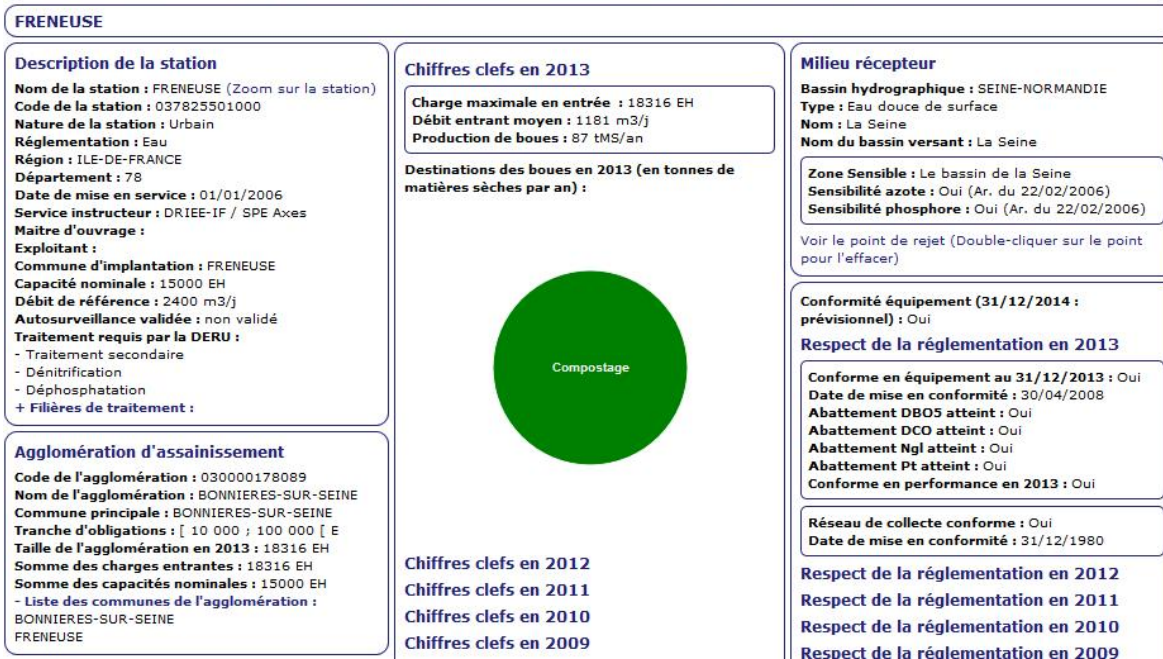 FRENEUSE
Description de la station
Nom de la station : FRENEUSE (Zoom sur la station)
Code de la station : 037825501000
Nature de la station : Urbain
Réglementation : Eau
Région : ILE-DE-FRANCE
Département : 78
Date de mise en service : 01/01/2006
Service instructeur : DRIEE-IF / SPE Axes
Maitre d'ouvrage :
Exploitant :
Commune d'implantation : FRENEUSE
Capacité nominale : 15000 EH
Débit de référence : 2400 m3/j
Autosurveillance validée : non validé
Traitement requis par la DERU :
- Traitement secondaire
- Dénitrification
- Déphosphatation
+ Filières de traitement :
Agglomération d'assainissement
Code de l'agglomération : 030000178089
Nom de l'agglomération : BONNIERES-SUR-SEINE
Commune principale : BONNIERES-SUR-SEINE
Tranche d'obligations : [ 10 000 ; 100 000 [ E
Taille de l'agglomération en 2013 : 18316 EH
Somme des charges entrantes : 18316 EH
Somme des capacités nominales : 15000 EH
- Liste des communes de l'agglomération :
BONNIERES-SUR-SEINE
FRENEUSE
Chiffres clefs en 2013
Charge maximale en entrée : 18316 EH
Débit entrant moyen : 1181 m3/j
Production de boues : 87 tMS/an
Destinations des boues en 2013 (en tonnes de
matières sèches par an) :
Compostage
Chiffres clefs en 2012
Chiffres clefs en 2011
Chiffres clefs en 2010
Chiffres clefs en 2009
Milieu récepteur
Bassin hydrographique : SEINE-NORMANDIE
Type : Eau douce de surface
Nom : La Seine
Nom du bassin versant : La Seine
Zone Sensible : Le bassin de la Seine
Sensibilité azote : Oui (Ar. du 22/02/2006)
Sensibilité phosphore : Oui (Ar. du 22/02/2006)
Voir le point de rejet (Double-cliquer sur le point
pour l'effacer)
Conformité équipement (31/12/2014 :
prévisionnel) : Oui
Respect de la réglementation en 2013
Conforme en équipement au 31/12/2013 : Oui
Date de mise en conformité : 30/04/2008
Abattement DBO5 atteint : Oui
Abattement DCO atteint : Oui
Abattement Ngl atteint : Oui
Abattement Pt atteint : Oui
Conforme en performance en 2013 : Oui
Réseau de collecte conforme : Oui
Date de mise en conformité : 31/12/1980
Respect de la réglementation en 2012
Respect de la réglementation en 2011
Respect de la réglementation en 2010
Respect de la réglementation en 2009